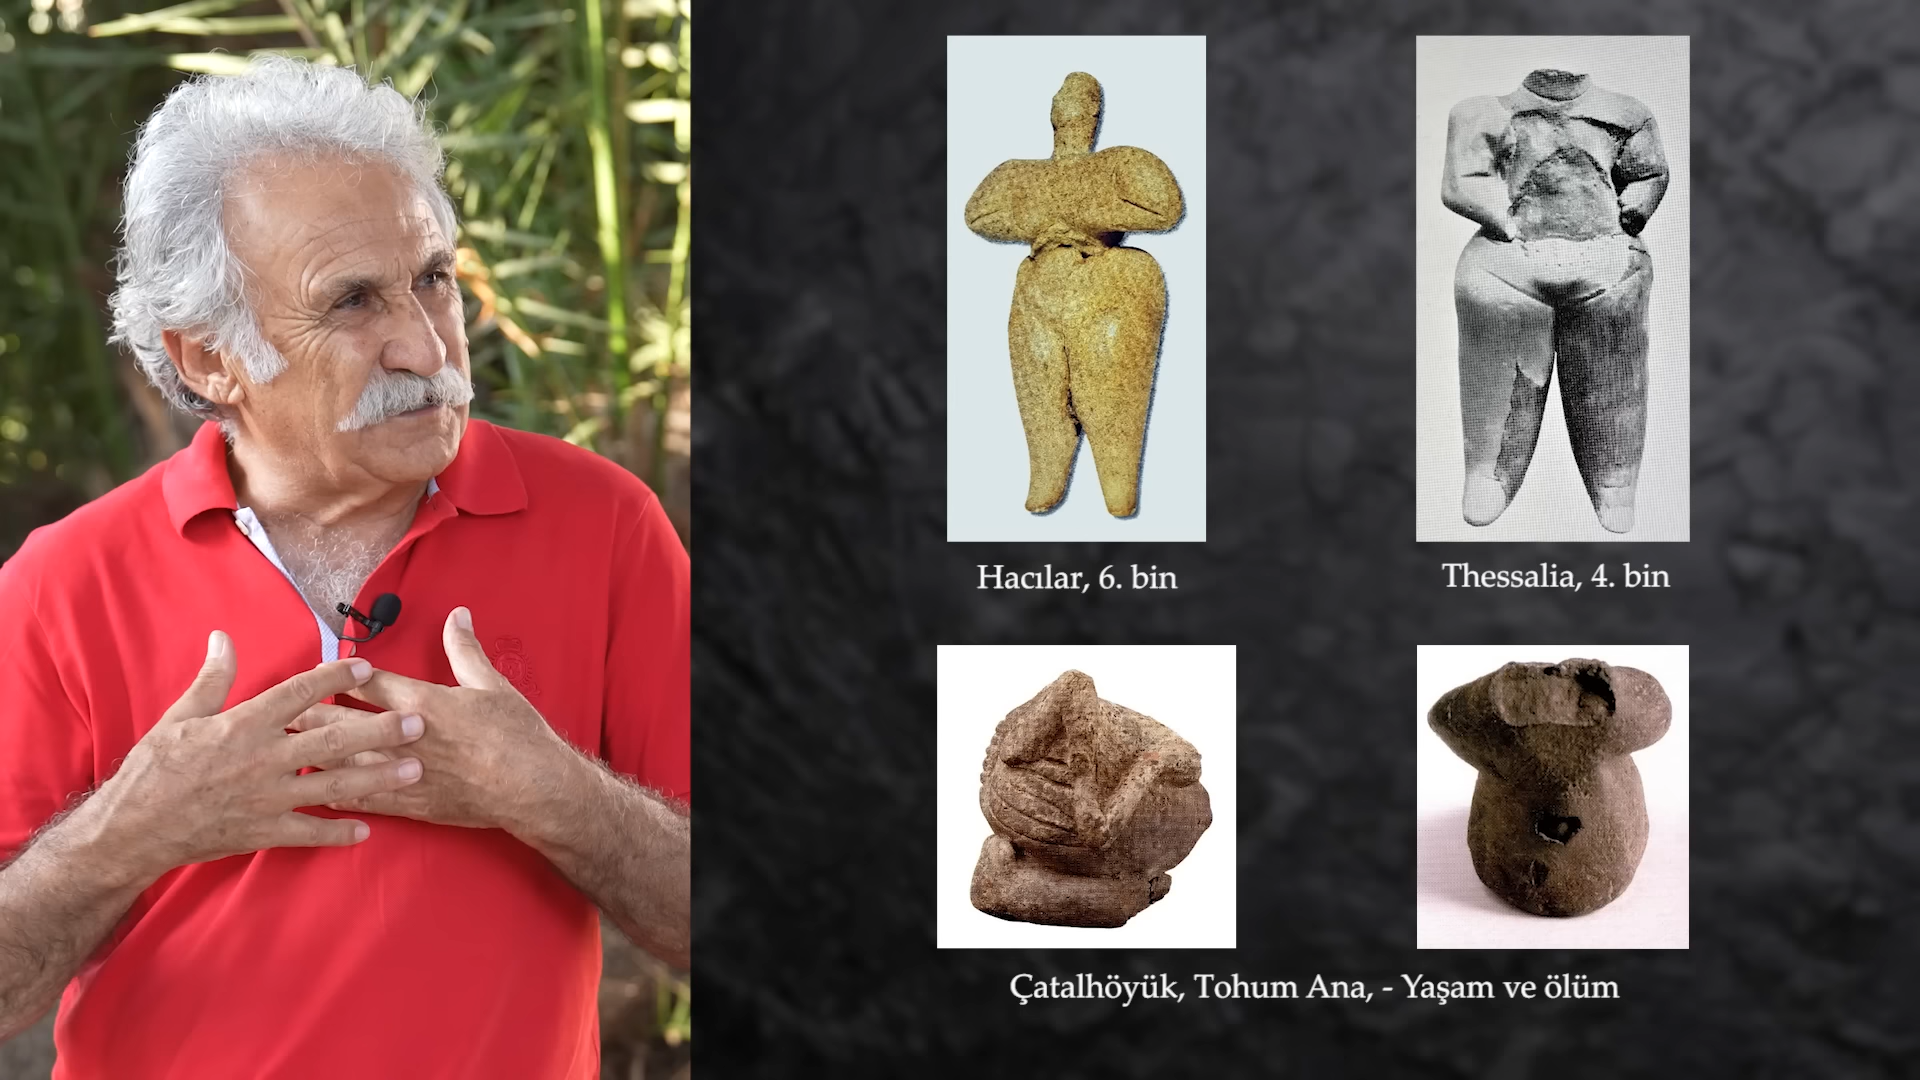 Hacılar, 6. bin
Thessalia, 4. bin
Çatalhöyük, Tohum Ana, - Yaşam ve ölüm